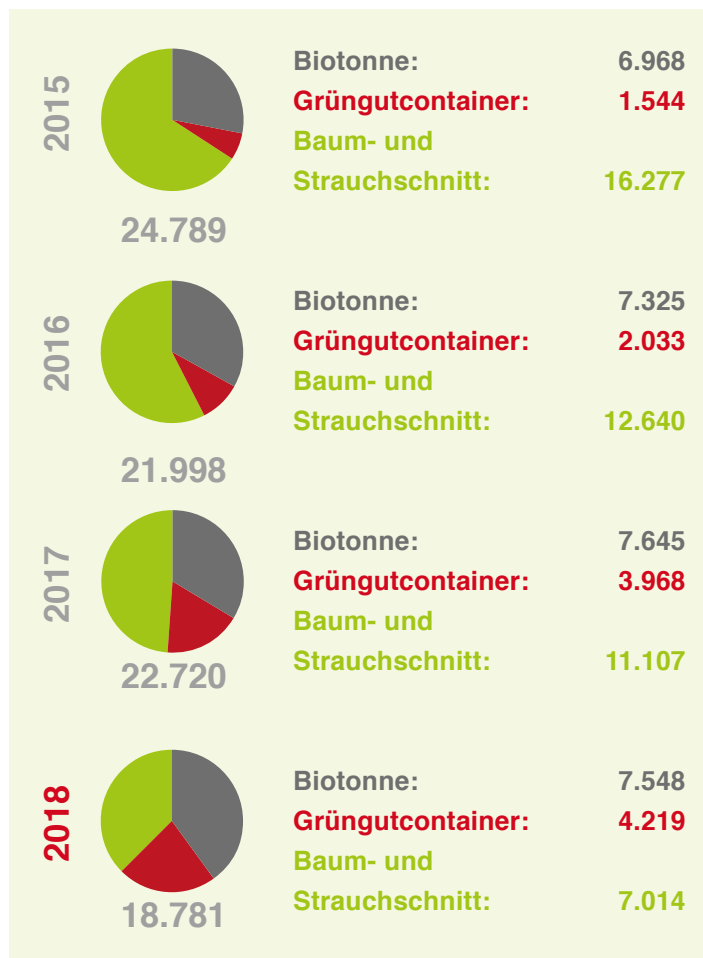 2015
Biotonne: 6.968
Grüngutcontainer: 1.544
Baum- und
Strauchschnitt: 16.277
24.789
2016
Biotonne: 7.325
Grüngutcontainer: 2.033
Baum- und
Strauchschnitt: 12.640
21.998
2017
Biotonne: 7.645
Grüngutcontainer: 3.968
Baum- und
Strauchschnitt: 11.107
22.720
2018
Biotonne: 7.548
Grüngutcontainer: 4.219
Baum- und
Strauchschnitt: 7.014
18.781